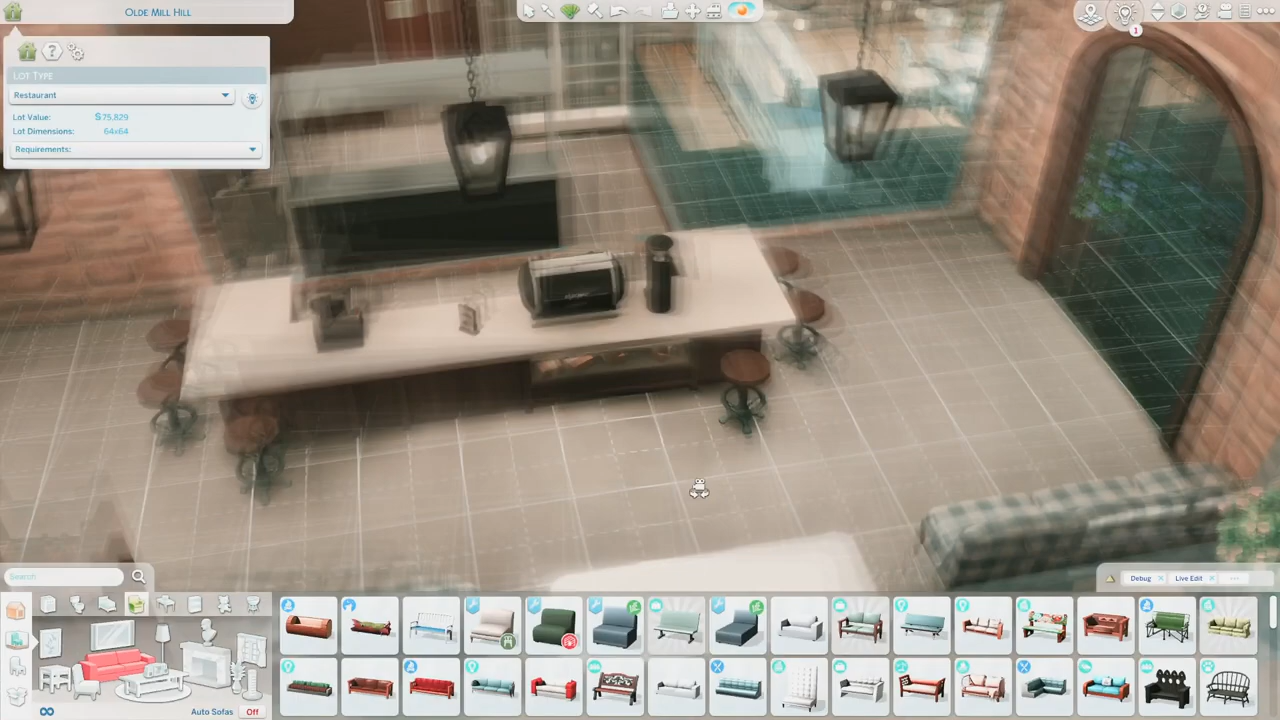 Olde Mill Hill
1
Lot Type
Restaurant
Lot Value: §75,829
Lot Dimensions: 64x64
Requirements:
Search
Debug
Live Edit
Auto Sofas
Off